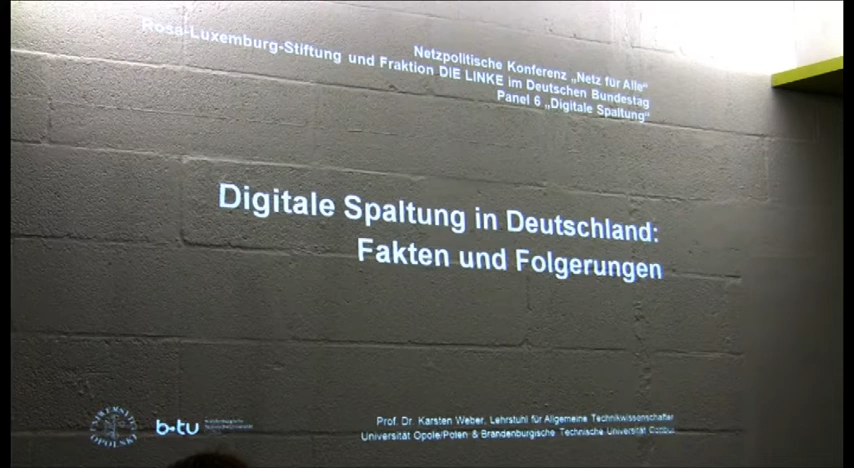 Netzpolitische Konferenz „Netz für Alle“
Rosa-Luxemburg-Stiftung und Fraktion DIE LINKE im Deutschen Bundestag
Panel 6 „Digitale Spaltung“
Digitale Spaltung in Deutschland:
Fakten und Folgerungen
Prof. Dr. Karsten Weber, Lehrstuhl für Allgemeine Technikwissenschaften
Universität Opole/Polen & Brandenburgische Technische Universität Cottbus
UNIWERSYTET OPOLSKI
b-tu